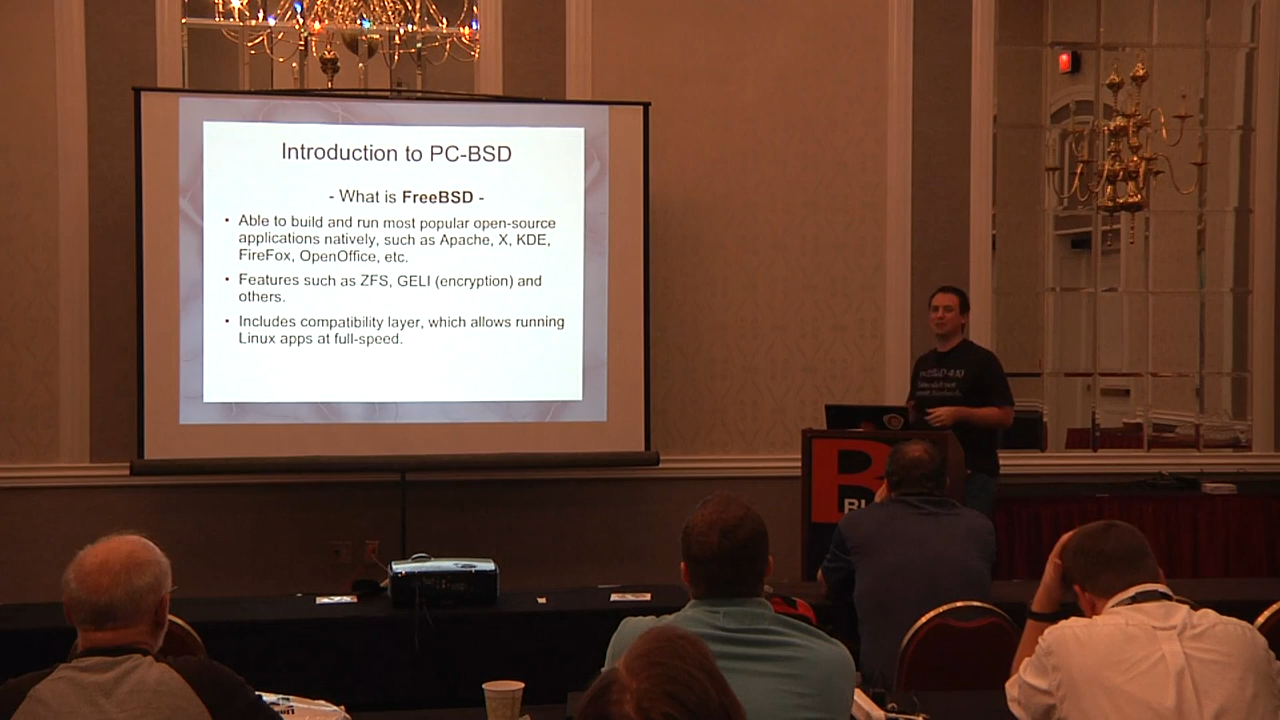 Introduction to PC-BSD
- What is FreeBSD -
• Able to build and run most popular open-source
applications natively, such as Apache, X, KDE,
FireFox, OpenOffice, etc.
• Features such as ZFS, GELI (encryption) and
others.
• Includes compatibility layer, which allows running
Linux apps at full-speed.
B